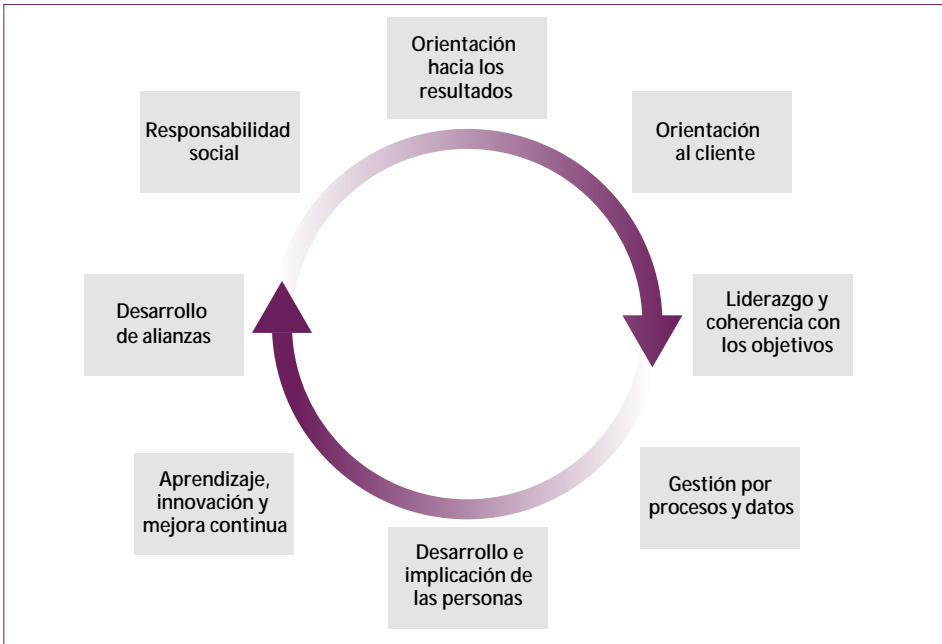 Orientación
hacia los
resultados
Orientación
al cliente
Liderazgo y
coherencia con
los objetivos
Gestión por
procesos y datos
Desarrollo e
implicación de
las personas
Aprendizaje,
innovación y
mejora continua
Desarrollo
de alianzas
Responsabilidad
social